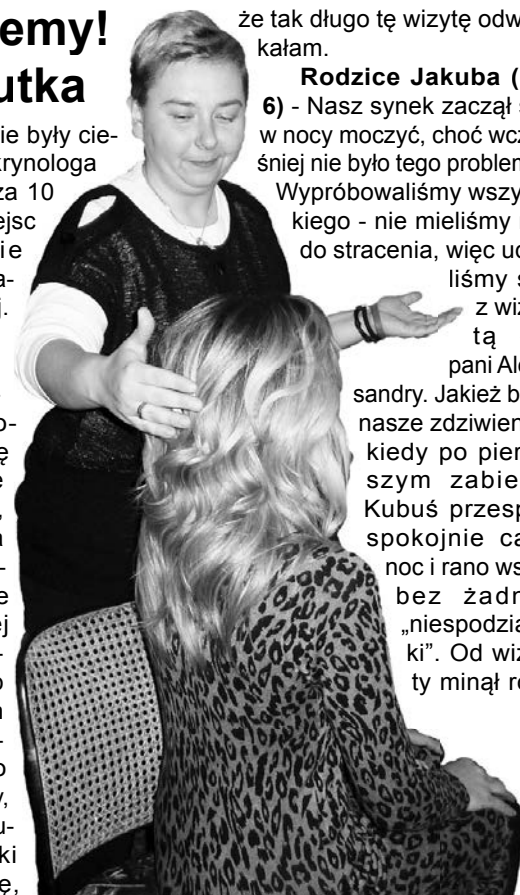 emy!
utka
ie były cie-
krynologa
za 10
ejsc
ie
a-
j.
o-
ę
e
a
e
ej
o
o
y,
u-
ki
ę,
że tak długo tę wizytę odw
kałam.
Rodzice Jakuba (
6) - Nasz synek zaczął
w nocy moczyć, choć wcz
śniej nie było tego problem
Wypróbowaliśmy wszy
kiego - nie mieliśmy
do stracenia, więc
liśmy
z wiz
tą
pani Ale
sandry. Jakież b
nasze zdziwien
kiedy po pier
szym zabie
Kubuś przesp
spokojnie ca
noc i rano ws
bez żadn
„niespodzia
ki”. Od wiz
ty minął